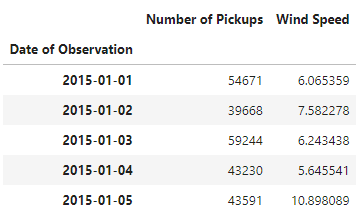 Number of Pickups Wind Speed
Date of Observation
2015-01-01 54671 6.065359
2015-01-02 39668 7.582278
2015-01-03 59244 6.243438
2015-01-04 43230 5.645541
2015-01-05 43591 10.898089